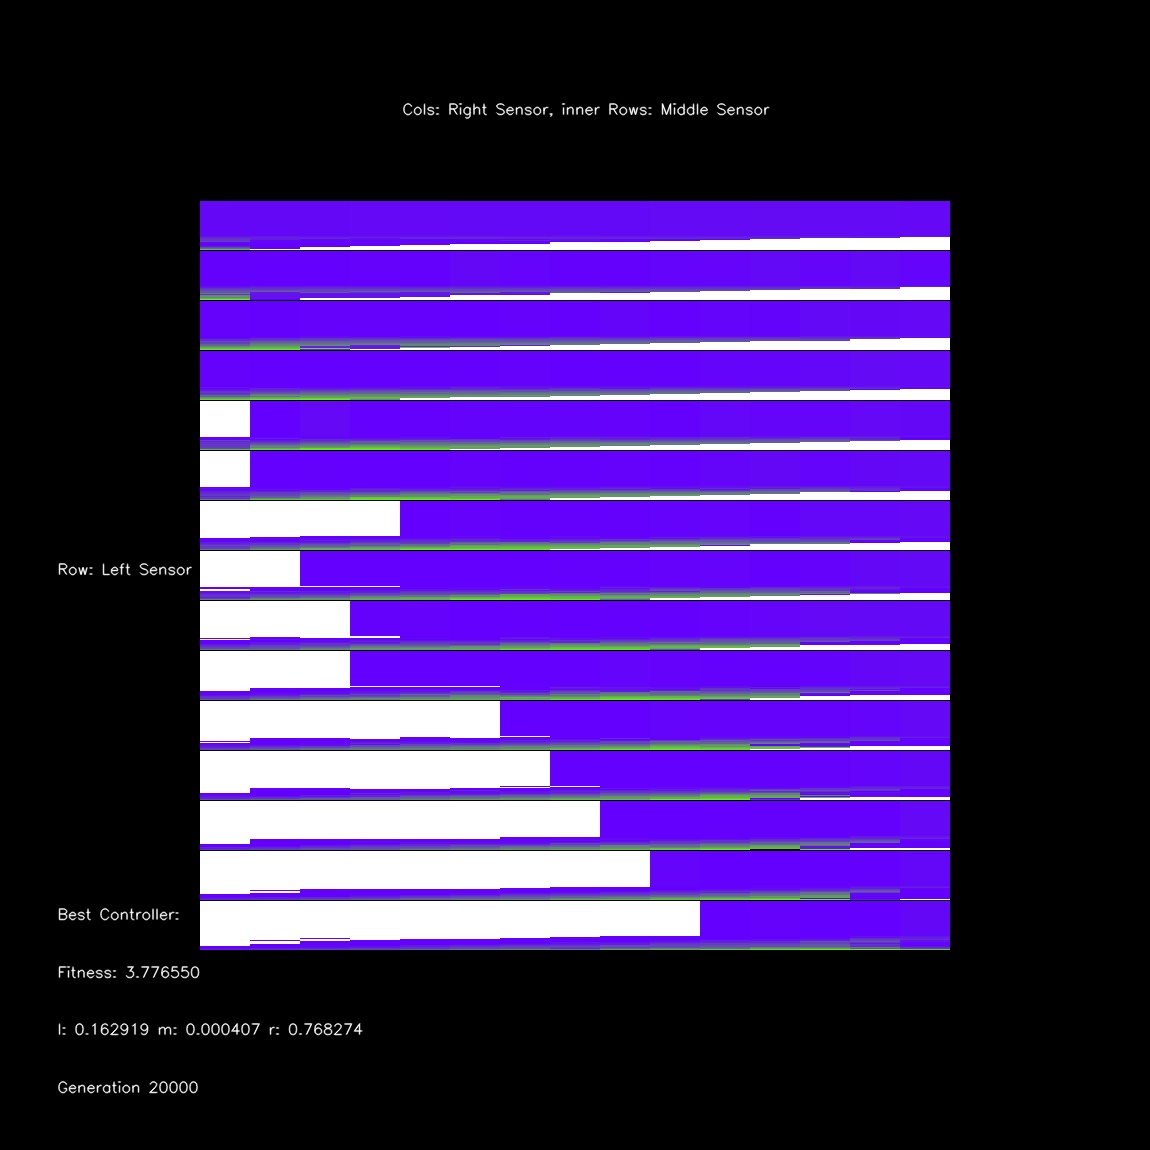 Cols: Right Sensor, inner Rows: Middle Sensor
Row: Left Sensor
Best Controller:
Fitness: 3.776550
l: 0.162919 m: 0.000407 r: 0.768274
Generation 20000